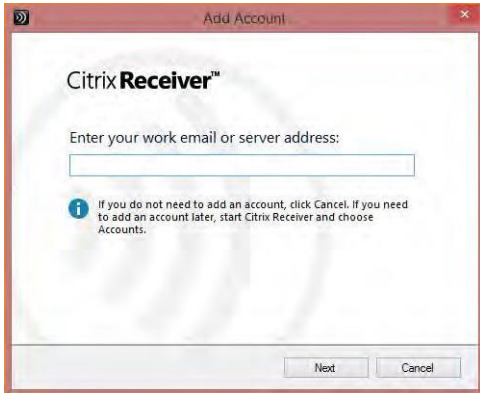 Add Account
Citrix Receiver™
Enter your work email or server address:
If you do not need to add an account, click Cancel. If you need
to add an account later, start Citrix Receiver and choose
Accounts.
Next Cancel